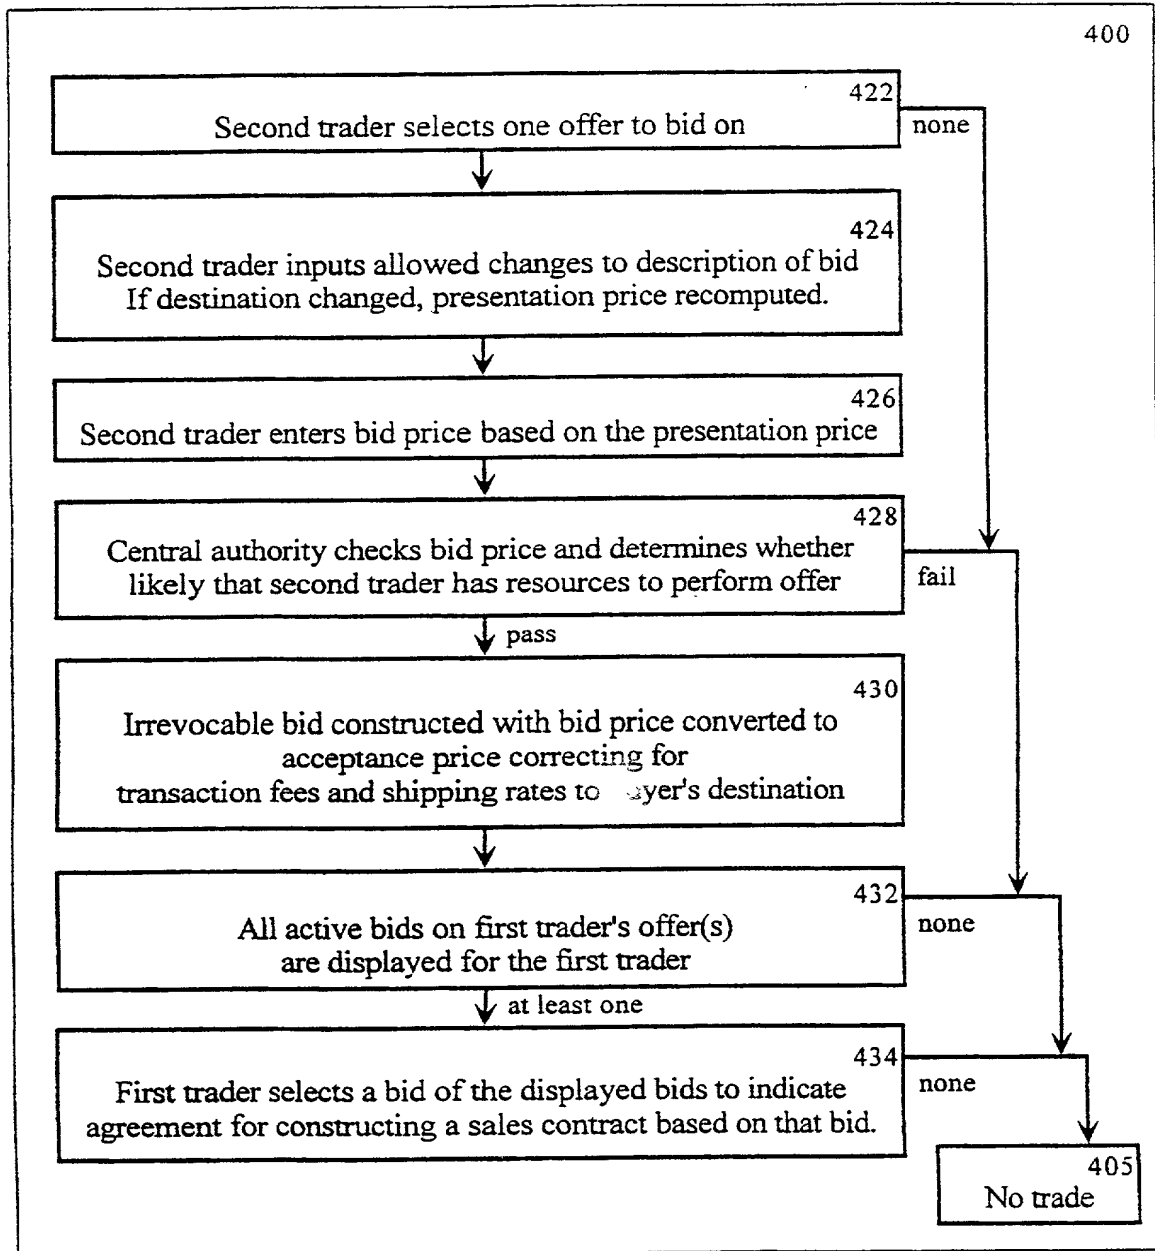 400
422
Second trader selects one offer to bid on
none
424
Second trader inputs allowed changes to description of bid
If destination changed, presentation price recomputed.
426
Second trader enters bid price based on the presentation price
428
Central authority checks bid price and determines whether
likely that second trader has resources to perform offer
fail
pass
430
Irrevocable bid constructed with bid price converted to
acceptance price correcting for
transaction fees and shipping rates to destination
432
All active bids on first trader's offer(s)
are displayed for the first trader
none
at least one
434
First trader selects a bid of the displayed bids to indicate
agreement for constructing a sales contract based on that bid.
none
405
No trade